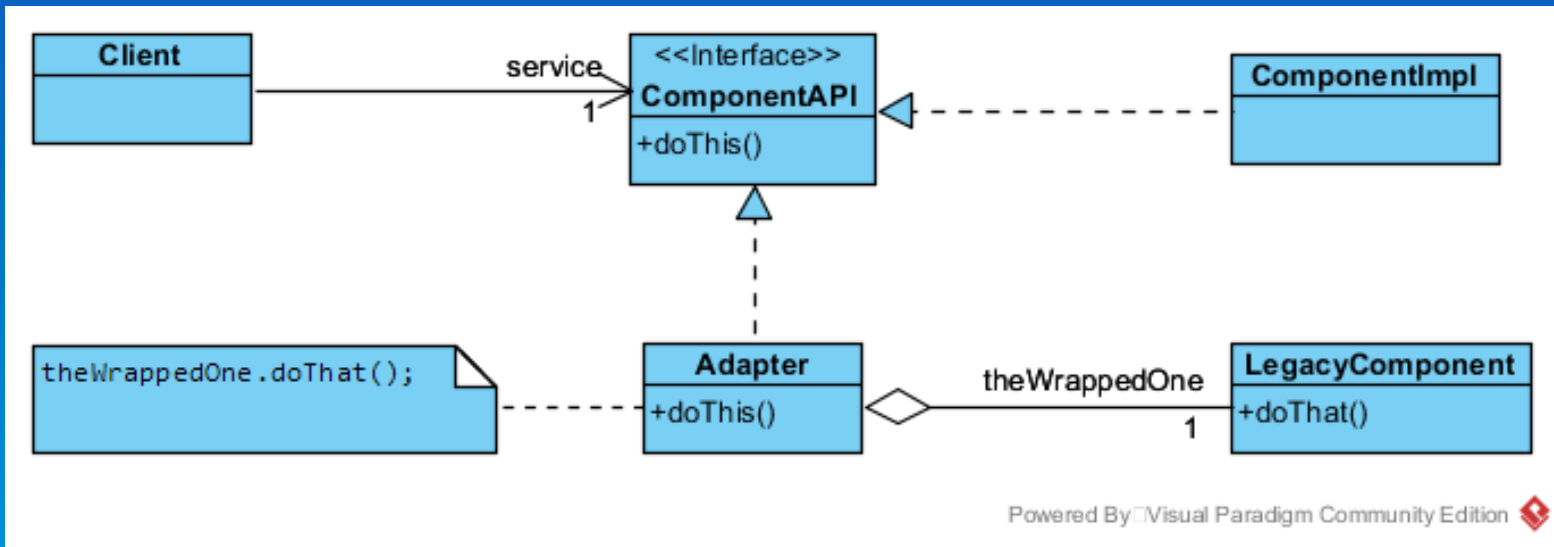 Client
service
1
<<Interface>>
ComponentAPI
+doThis()
ComponentImpl
theWrappedOne.doThat();
Adapter
+doThis()
theWrappedOne
1
LegacyComponent
+doThat()
Powered By Visual Paradigm Community Edition